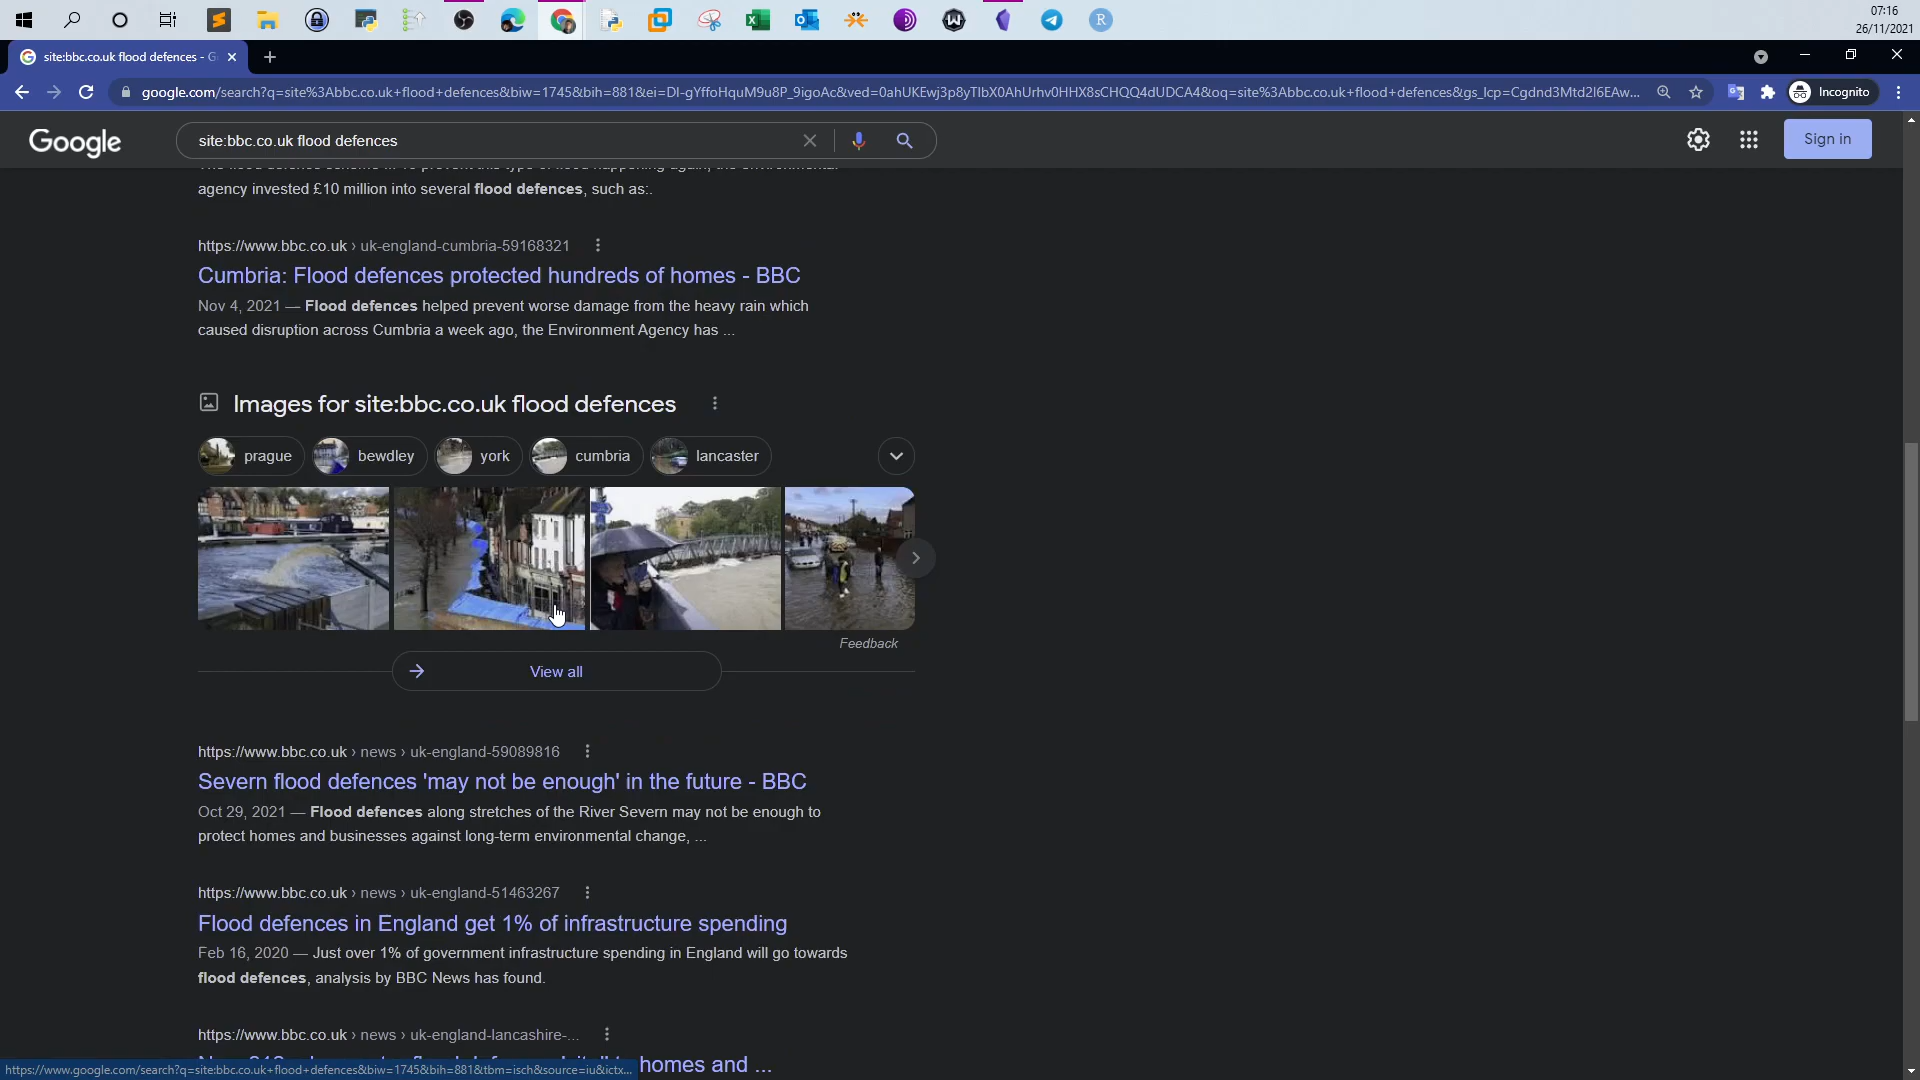 07:16
26/11/2021
site:bbc.co.uk flood defences - G
google.com/search?q=site%3Abbc.co.uk+flood+defences&biw=1745&bih=881&ei=DI-gYffoHquM9u8P_9igoAc&ved=0ahUKEwj3p8yTlbX0AhUrhv0HHX8sCHQQ4dUDCA4&oq=site%3Abbc.co.uk+flood+defences&gs_lcp=Cgdnd3Mtd2l6EAw...
Incognito
Google
site:bbc.co.uk flood defences
Sign in
agency invested £10 million into several flood defences, such as:.
https://www.bbc.co.uk › uk-england-cumbria-59168321
Cumbria: Flood defences protected hundreds of homes - BBC
Nov 4, 2021 — Flood defences helped prevent worse damage from the heavy rain which
caused disruption across Cumbria a week ago, the Environment Agency has ...
Images for site:bbc.co.uk flood defences
prague
bewdley
york
cumbria
lancaster
Feedback
View all
https://www.bbc.co.uk › news › uk-england-59089816
Severn flood defences 'may not be enough' in the future - BBC
Oct 29, 2021 — Flood defences along stretches of the River Severn may not be enough to
protect homes and businesses against long-term environmental change, ...
https://www.bbc.co.uk › news › uk-england-51463267
Flood defences in England get 1% of infrastructure spending
Feb 16, 2020 — Just over 1% of government infrastructure spending in England will go towards
flood defences, analysis by BBC News has found.
https://www.bbc.co.uk › news › uk-england-lancashire-...
homes and ...
https://www.google.com/search?q=site:bbc.co.uk+flood+defences&biw=1745&bih=881&tbm=isch&source=iu&ictx...